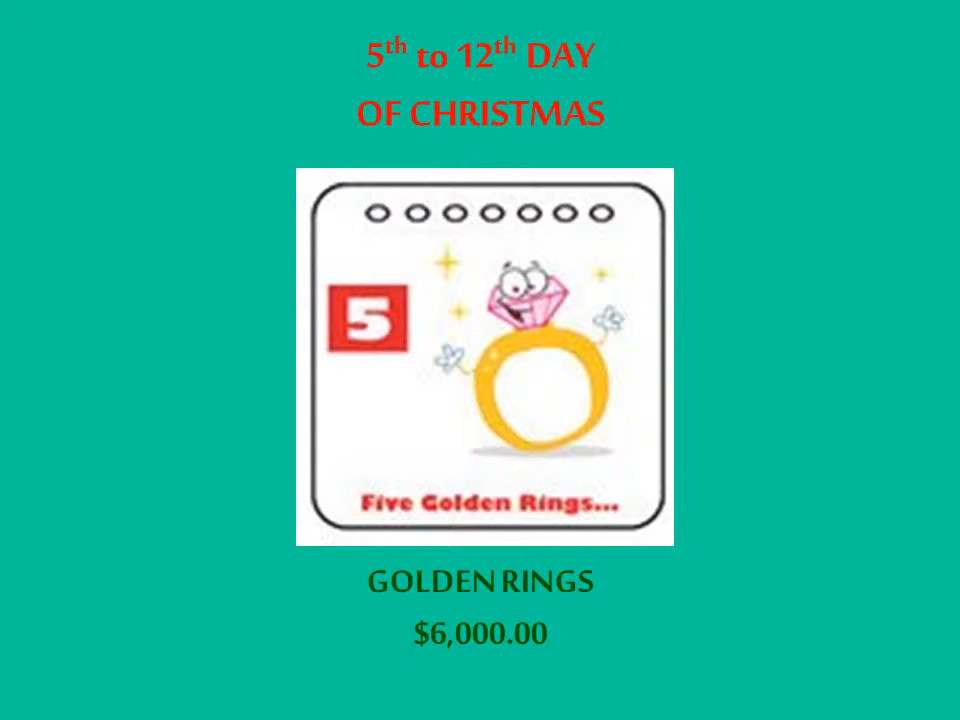 5th to 12th DAY
OF CHRISTMAS
5
Five Golden Rings...
GOLDEN RINGS
$6,000.00